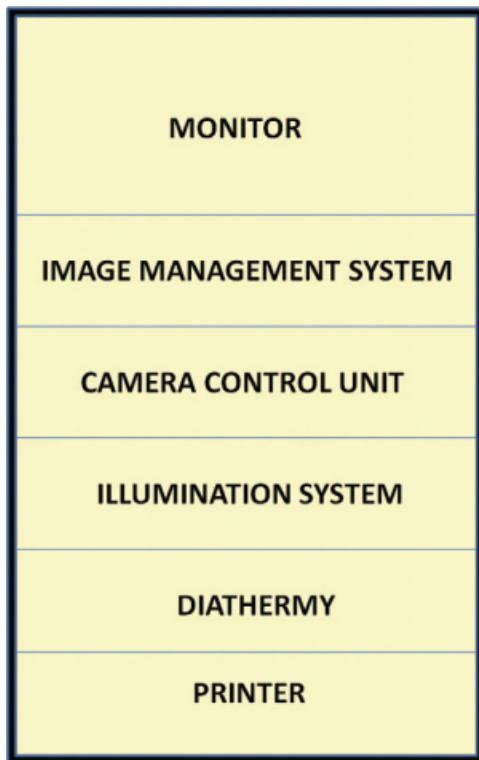 MONITOR
IMAGE MANAGEMENT SYSTEM
CAMERA CONTROL UNIT
ILLUMINATION SYSTEM
DIATHERMY
PRINTER